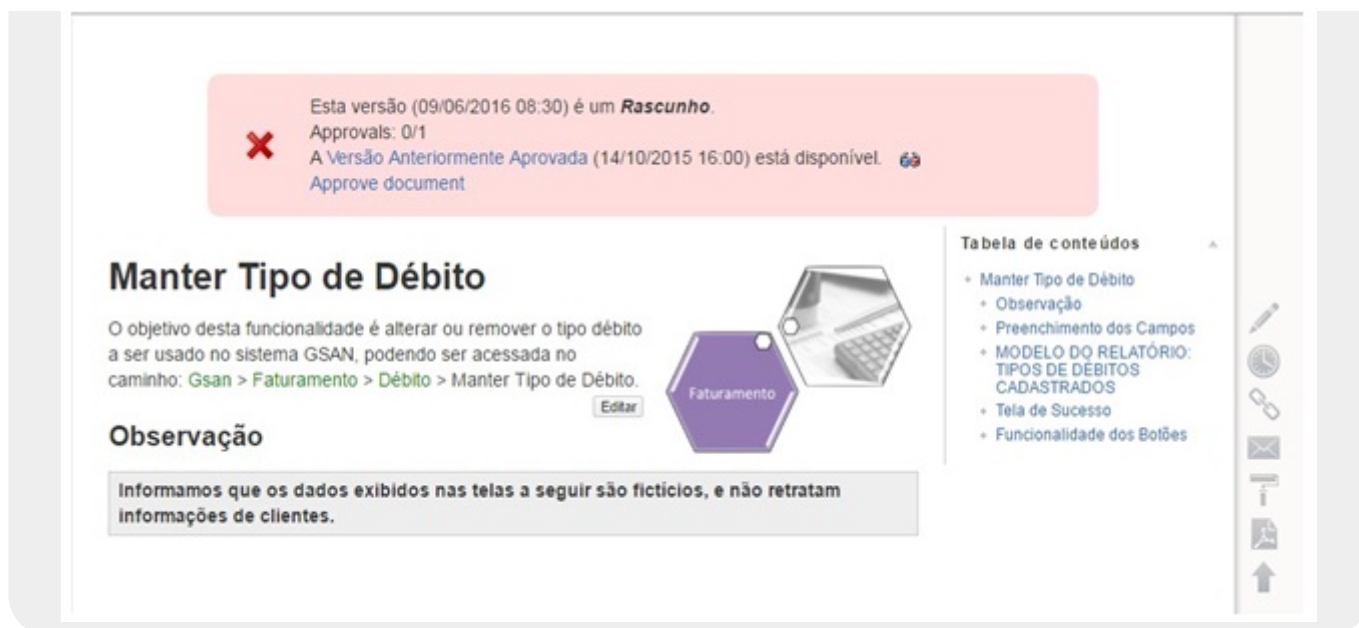 Esta versão (09/06/2016 08:30) é um Rascunho.
Approvals: 0/1
A Versão Anteriormente Aprovada (14/10/2015 16:00) está disponível.
Approve document
Manter Tipo de Débito
O objetivo desta funcionalidade é alterar ou remover o tipo débito
a ser usado no sistema GSAN, podendo ser acessada no
caminho: Gsan > Faturamento > Débito > Manter Tipo de Débito.
Editar
Faturamento
Observação
Informamos que os dados exibidos nas telas a seguir são fictícios, e não retratam
informações de clientes.
Tabela de conteúdos
Manter Tipo de Débito
Observação
Preenchimento dos Campos
MODELO DO RELATÓRIO:
TIPOS DE DÉBITOS
CADASTRADOS
Tela de Sucesso
Funcionalidade dos Botões